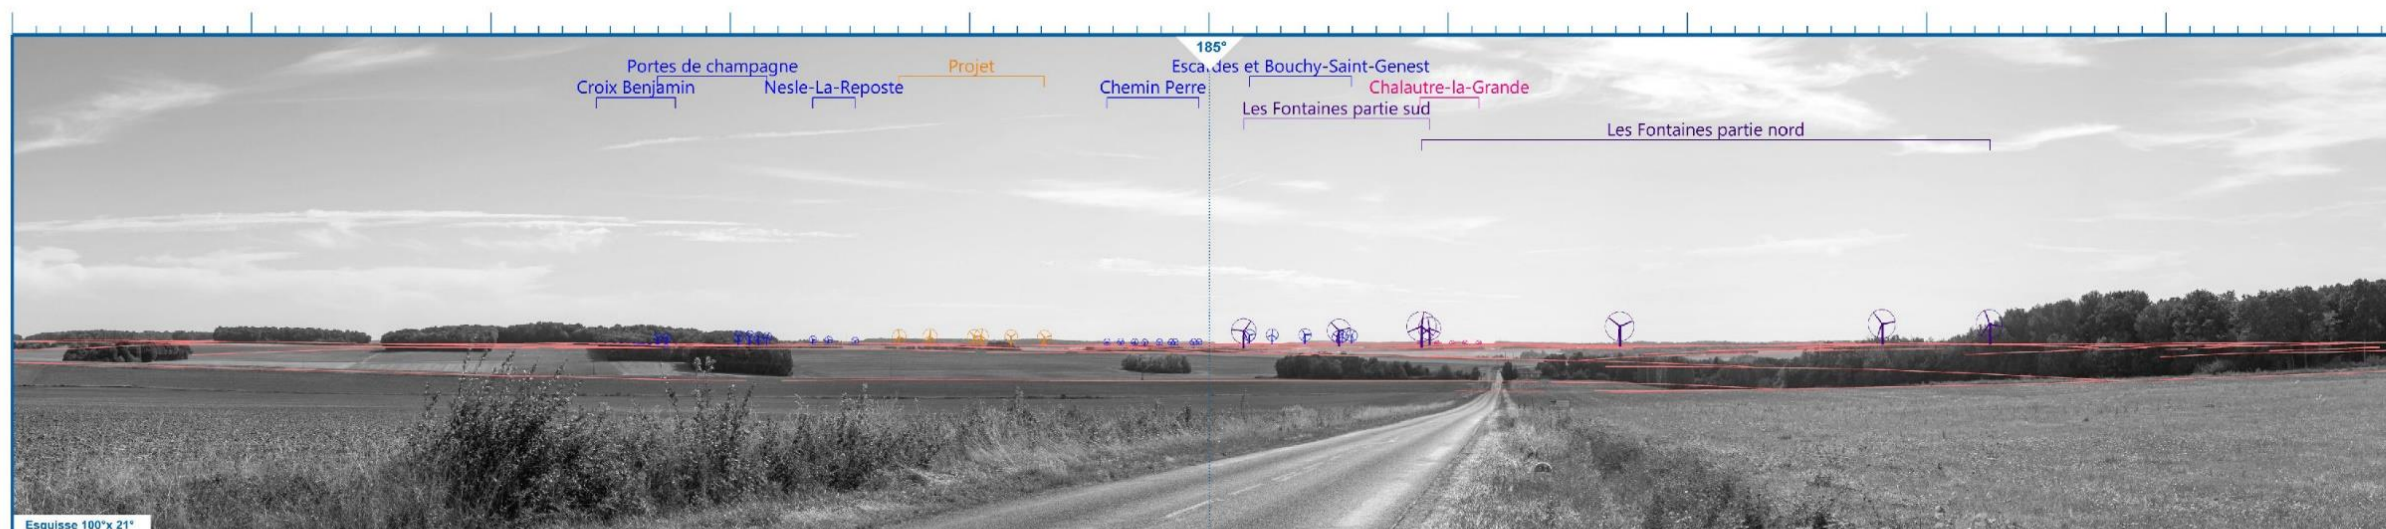 185°
Portes de champagne
Projet
Escardes et Bouchy-Saint-Genest
Croix Benjamin
Nesle-La-Reposte
Chemin Perre
Chalautre-la-Grande
Les Fontaines partie sud
Les Fontaines partie nord
Esquisse 100°x 21°